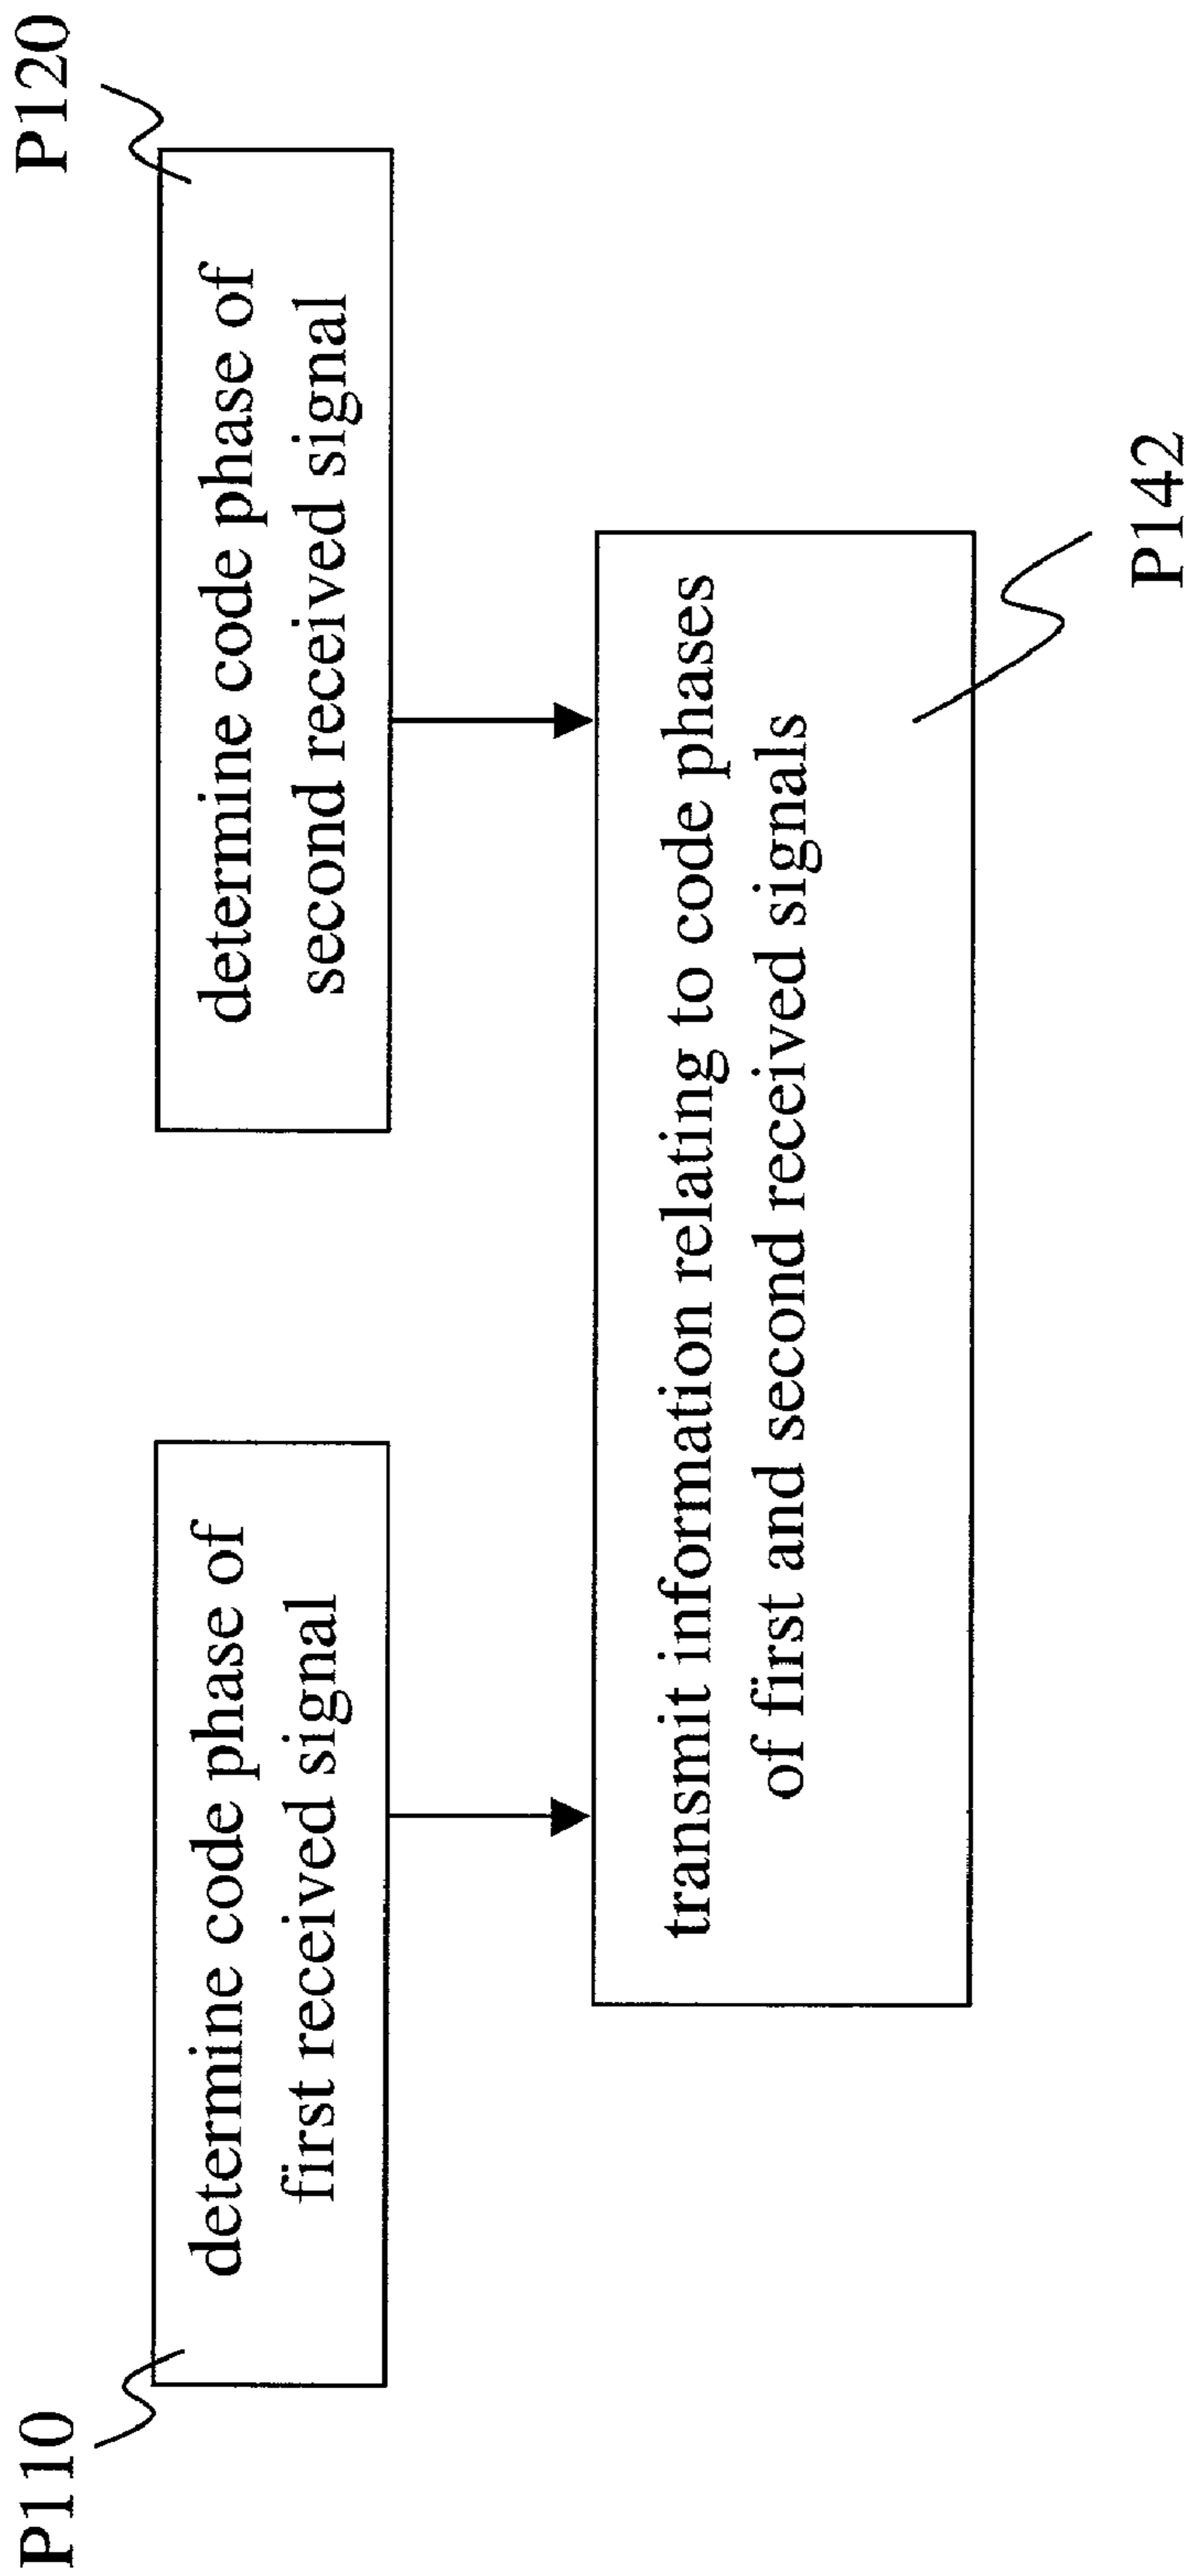 P110
determine code phase of
first received signal
P120
determine code phase of
second received signal
transmit information relating to code phases
of first and second received signals
P142